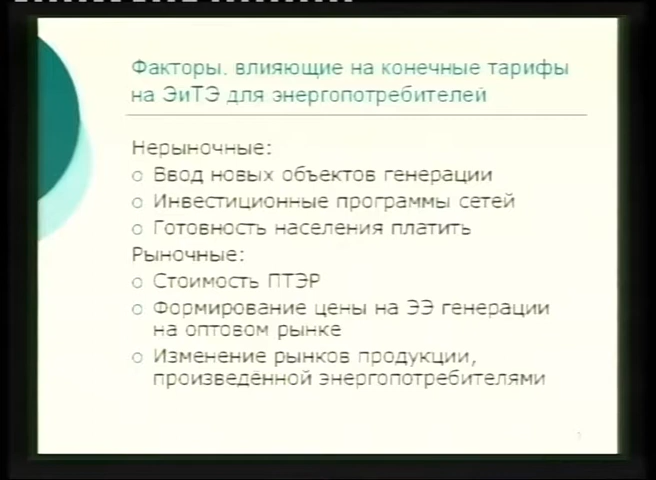 Факторы, влияющие на конечные тарифы
на ЭиТЭ для энергопотребителей
Нерыночные:
Ввод новых объектов генерации
Инвестиционные программы сетей
Готовность населения платить
Рыночные:
Стоимость ПТЭР
Формирование цены на ЭЭ генерации
на оптовом рынке
Изменение рынков продукции,
произведённой энергопотребителями